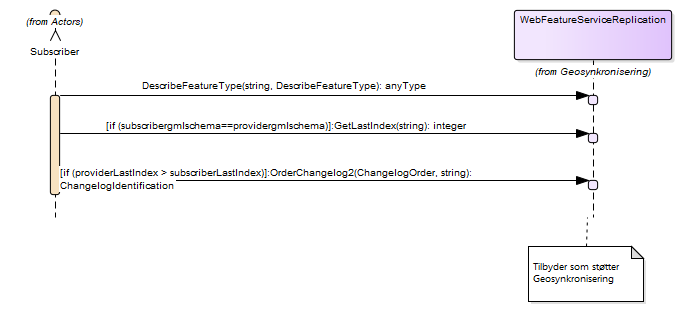 (from Actors)
Subscriber
WebFeatureServiceReplication
(from Geosynkronisering)
DescribeFeatureType(string, DescribeFeatureType): anyType
[if (subscribergmlschema==providergmlschema)]:GetLastIndex(string): integer
[if (providerLastIndex > subscriberLastIndex)]:OrderChangelog2(ChangelogOrder, string):
ChangelogIdentification
Tilbyder som støtter
Geosynkronisering